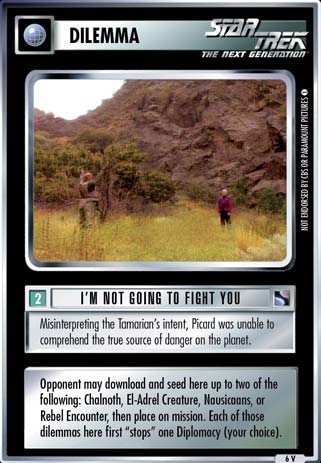 DILEMMA
STAR TREK
THE NEXT GENERATION®
NOT ENDORSED BY CBS OR PARAMOUNT PICTURES
2
I'M NOT GOING TO FIGHT YOU
Misinterpreting the Tamarian's intent, Picard was unable to
comprehend the true source of danger on the planet.
Opponent may download and seed here up to two of the
following: Chalnoth, El-Adrel Creature, Nausicaans, or
Rebel Encounter, then place on mission. Each of those
dilemmas here first "stops" one Diplomacy (your choice).
6 V